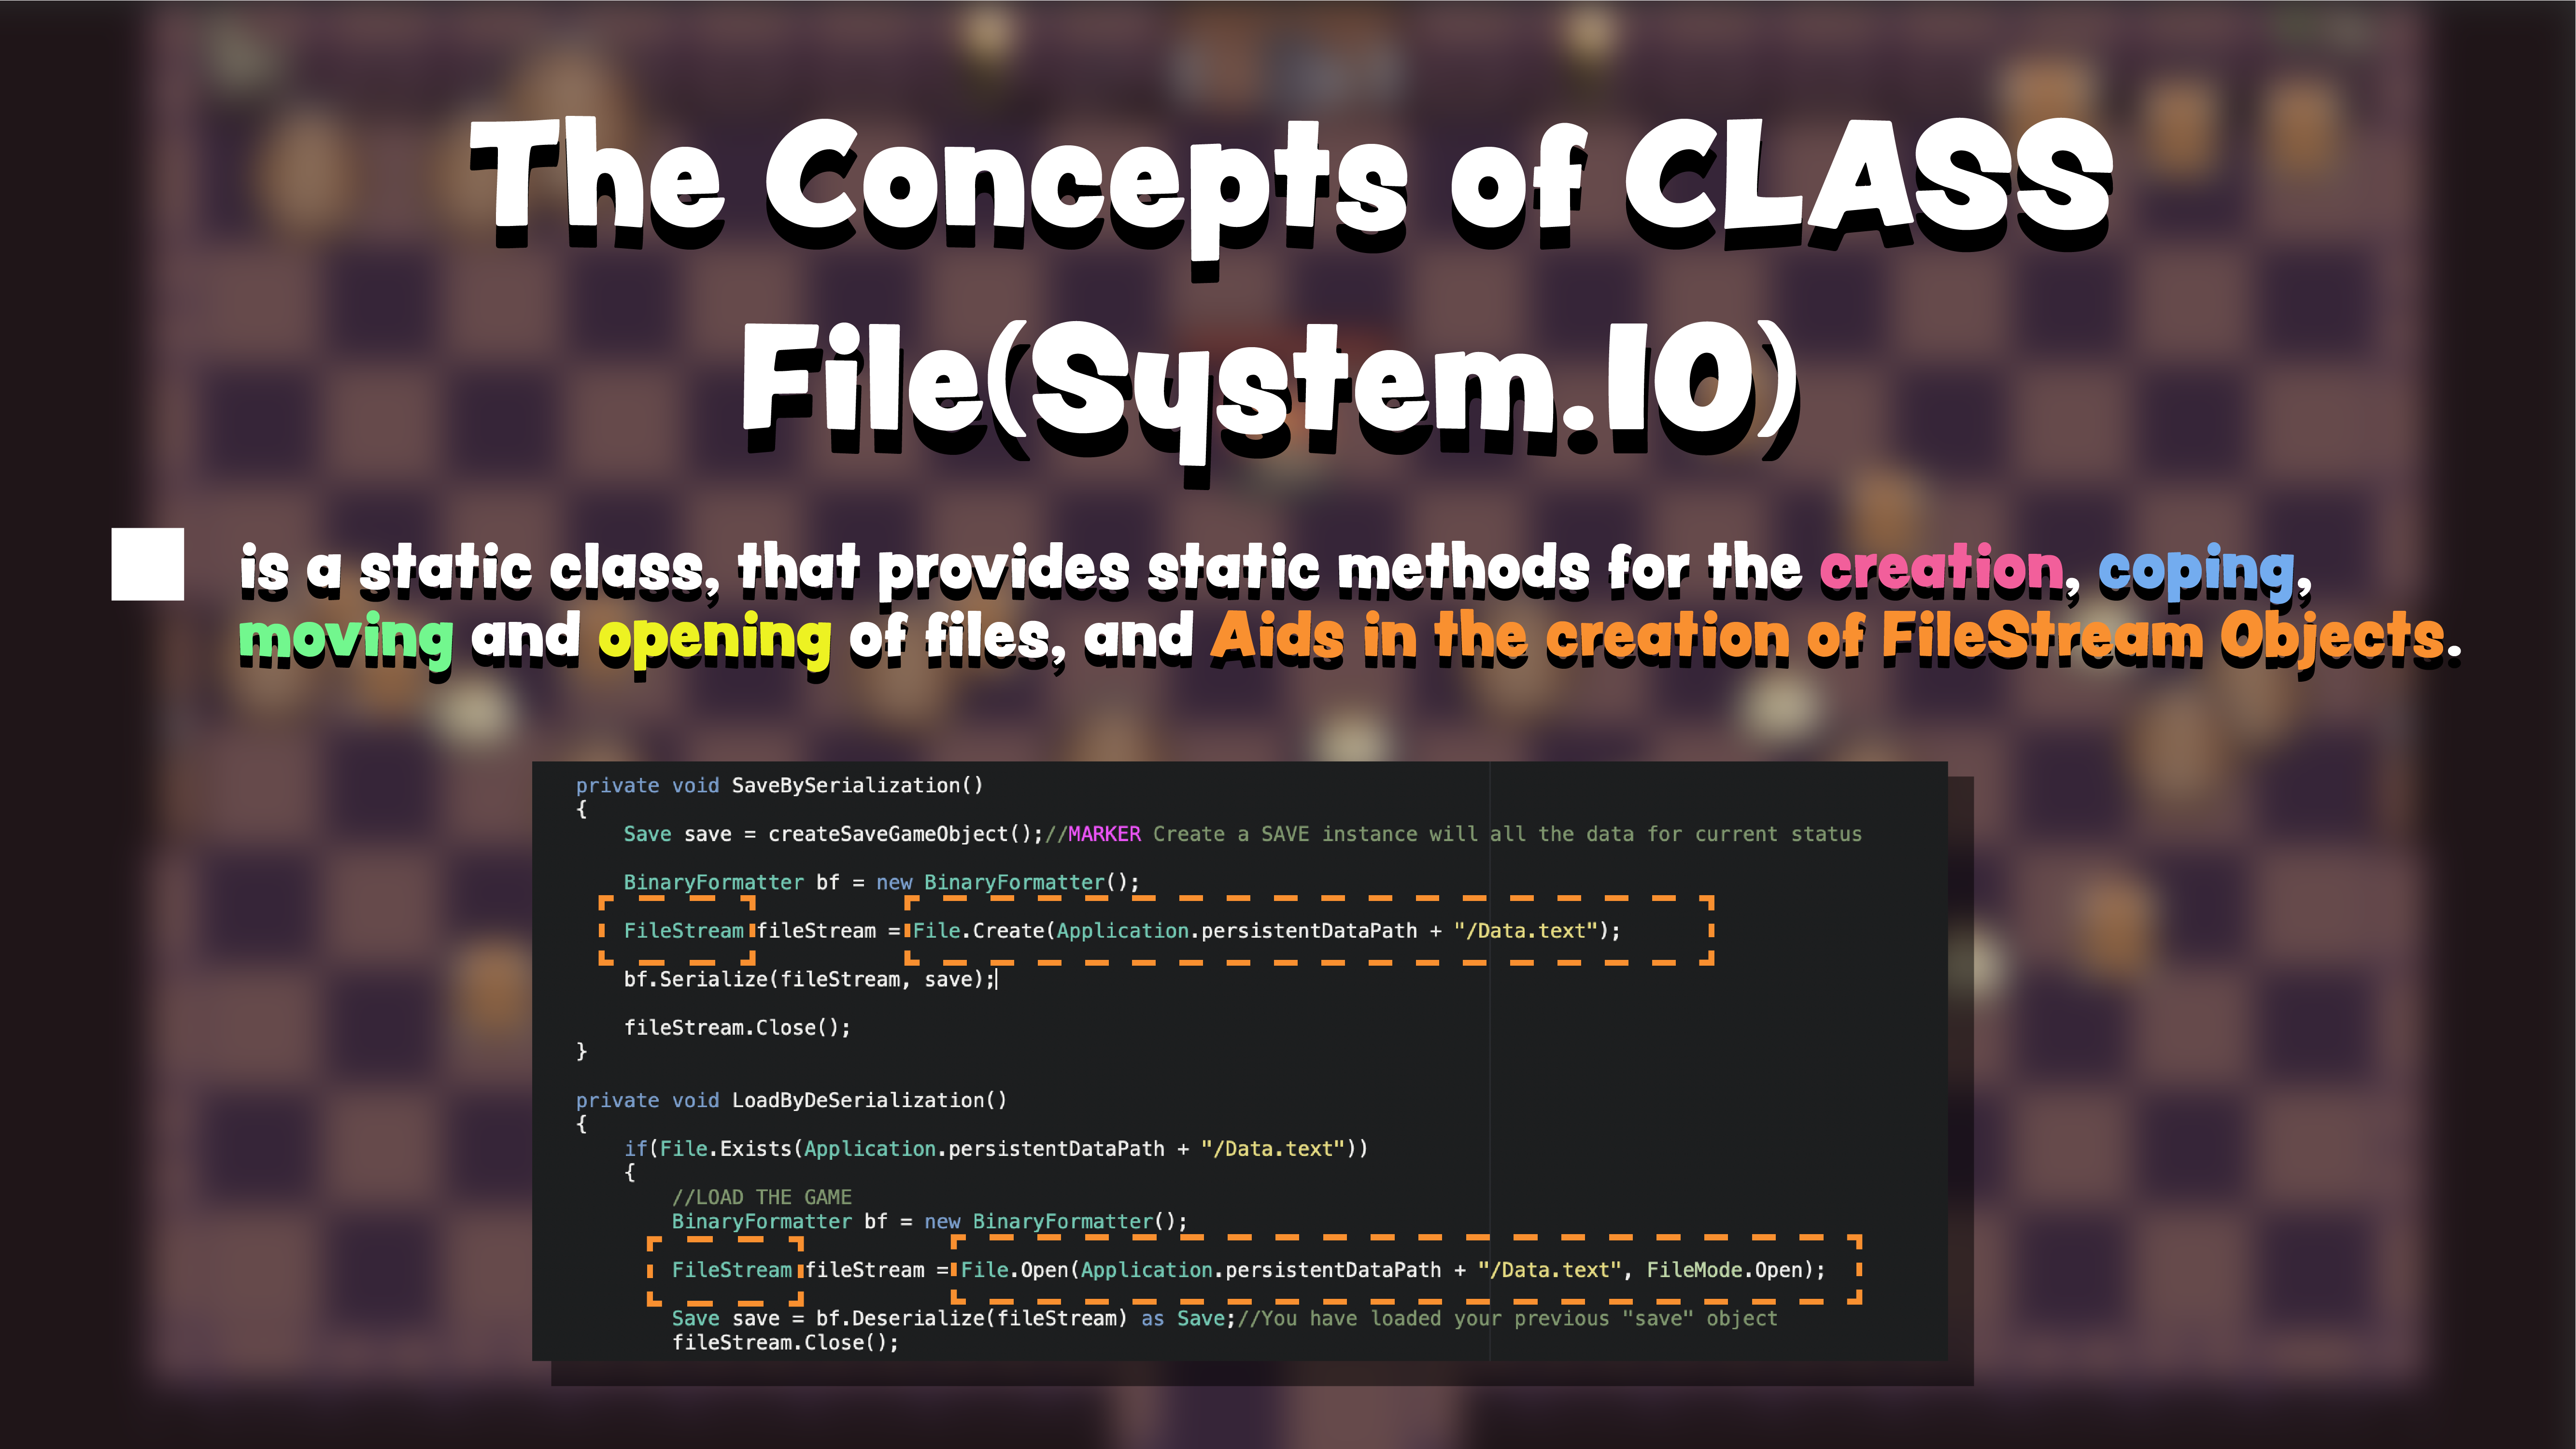 The Concepts of CLASS
File(System.IO)
is a static class, that provides static methods for the creation, coping,
moving and opening of files, and Aids in the creation of FileStream Objects.
private void SaveBySerialization()
{
Save save = createSaveGameObject();//MARKER Create a SAVE instance will all the data for current status
BinaryFormatter bf = new BinaryFormatter();
FileStream fileStream = File.Create(Application.persistentDataPath + "/Data.text");
bf.Serialize(fileStream, save);
fileStream.Close();
}
private void LoadByDeSerialization()
{
if(File.Exists(Application.persistentDataPath + "/Data.text"))
{
//LOAD THE GAME
BinaryFormatter bf = new BinaryFormatter();
FileStream fileStream = File.Open(Application.persistentDataPath + "/Data.text", FileMode.Open);
Save save = bf.Deserialize(fileStream) as Save;//You have loaded your previous "save" object
fileStream.Close();